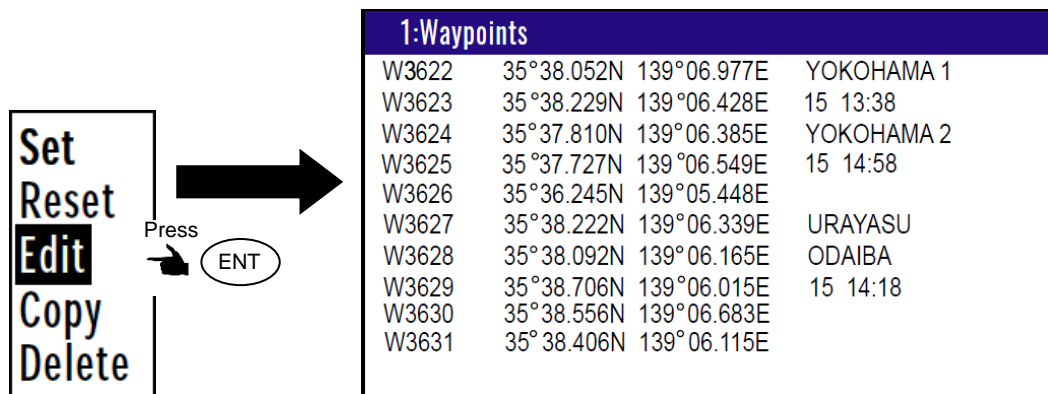 Set
Reset
Edit
Copy
Delete
Press
ENT
1:Waypoints
W3622 35°38.052N 139°06.977E YOKOHAMA 1
W3623 35°38.229N 139°06.428E 15 13:38
W3624 35°37.810N 139°06.385E YOKOHAMA 2
W3625 35°37.727N 139°06.549E 15 14:58
W3626 35°36.245N 139°05.448E
W3627 35°38.222N 139°06.339E URAYASU
W3628 35°38.092N 139°06.165E ODAIBA
W3629 35°38.706N 139°06.015E 15 14:18
W3630 35°38.556N 139°06.683E
W3631 35°38.406N 139°06.115E